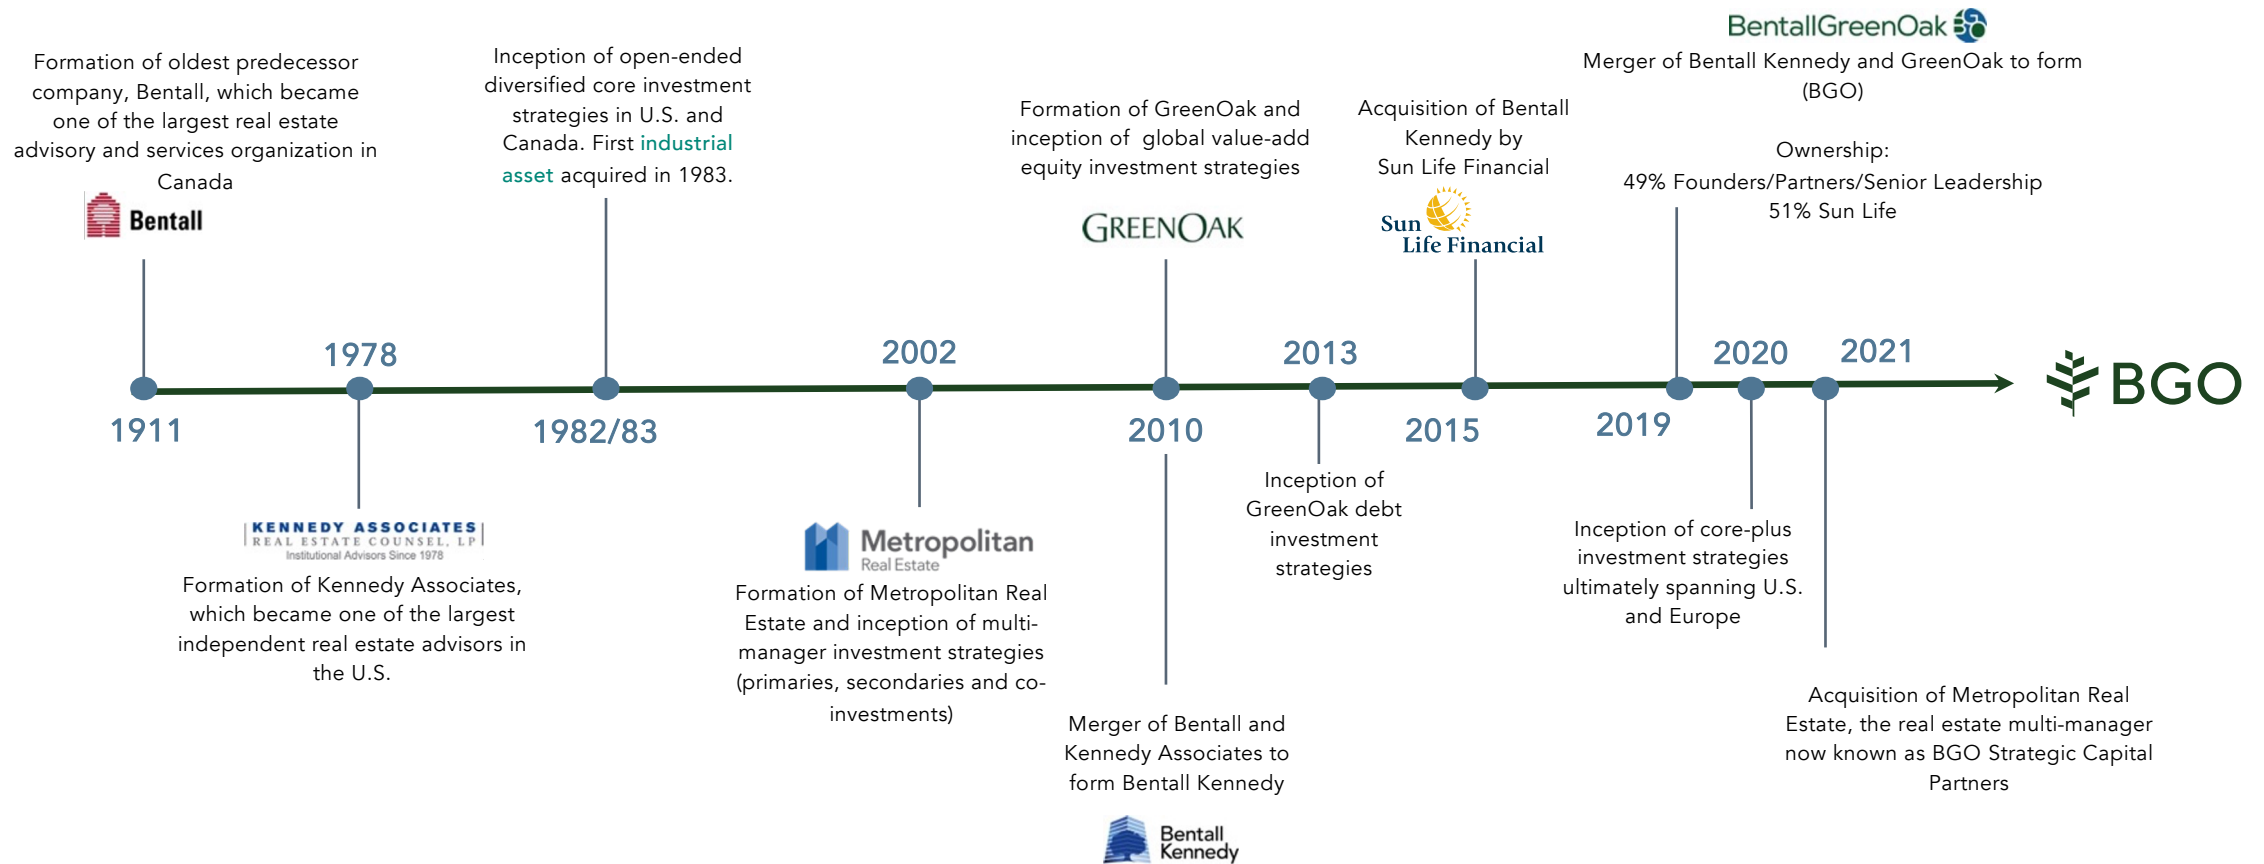 Formation of oldest predecessor
company, Bentall, which became
one of the largest real estate
advisory and services organization in
Canada
Bentall
1911
1978
KENNEDY ASSOCIATES
REAL ESTATE COUNSEL, LP
Institutional Advisors Since 1978
Formation of Kennedy Associates,
which became one of the largest
independent real estate advisors in
the U.S.
Inception of open-ended
diversified core investment
strategies in U.S. and
Canada. First industrial
asset acquired in 1983.
1982/83
2002
Metropolitan
Real Estate
Formation of Metropolitan Real
Estate and inception of multi-
manager investment strategies
(primaries, secondaries and co-
investments)
Formation of GreenOak and
inception of global value-add
equity investment strategies
GREENOAK
2010
Merger of Bentall and
Kennedy Associates to
form Bentall Kennedy
Bentall
Kennedy
2013
Inception of
GreenOak debt
investment
strategies
Acquisition of Bentall
Kennedy by
Sun Life Financial
Sun
Life Financial
2015
BentallGreenOak
Merger of Bentall Kennedy and GreenOak to form
(BGO)
Ownership:
49% Founders/Partners/Senior Leadership
51% Sun Life
2019
2020
Inception of core-plus
investment strategies
ultimately spanning U.S.
and Europe
2021
Acquisition of Metropolitan Real
Estate, the real estate multi-manager
now known as BGO Strategic Capital
Partners
BGO